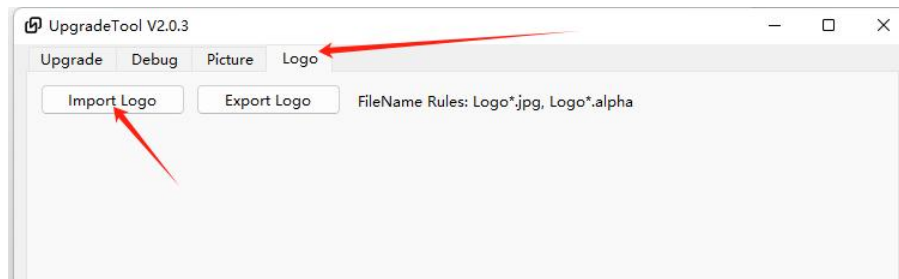 UpgradeTool V2.0.3
Upgrade Debug Picture Logo
Import Logo Export Logo FileName Rules: Logo*.jpg, Logo*.alpha